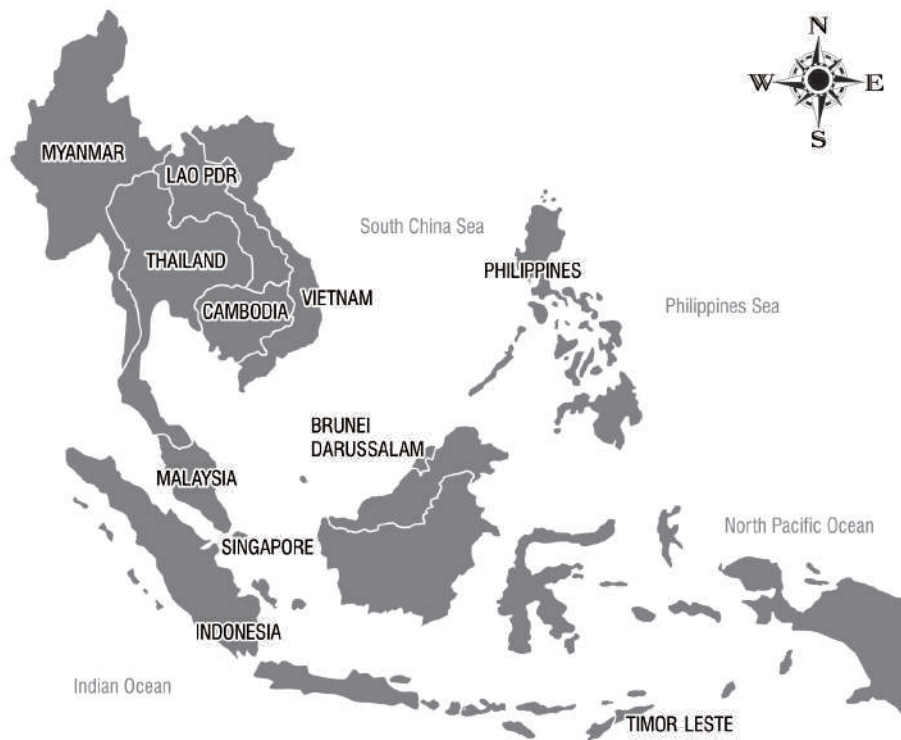 N
W
E
S
MYANMAR
LAO PDR
South China Sea
THAILAND
PHILIPPINES
VIETNAM
CAMBODIA
Philippines Sea
BRUNEI
DARUSSALAM
MALAYSIA
North Pacific Ocean
SINGAPORE
INDONESIA
Indian Ocean
TIMOR LESTE